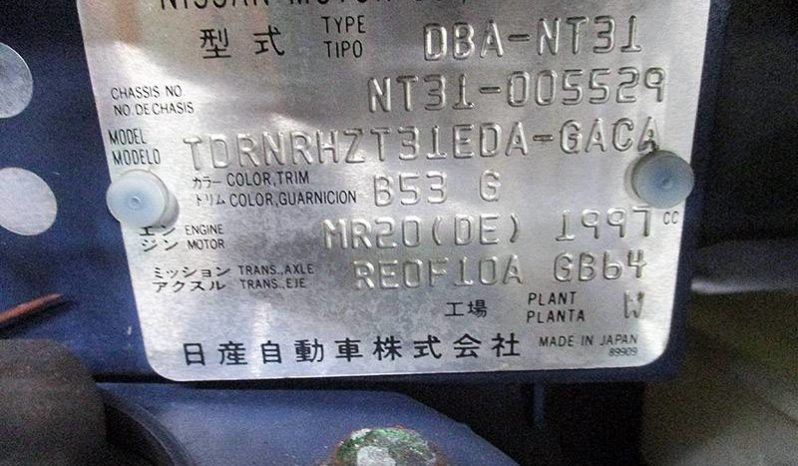 NISSAN MOTOR
型式 TYPE TIPO DBA-NT31
CHASSIS NO. NO. DE CHASIS NT31-005529
MODEL MODELO TDRNRHZT31EDA-GACA
カラー トリム COLOR,TRIM COLOR,GUARNICION B53 G
エンジン ENGINE MOTOR MR20(DE) 1997 cc
ミッション アクスル TRANS.,AXLE TRANS.,EJE RE0F10A GB64
工場 PLANT PLANTA W
日産自動車株式会社 MADE IN JAPAN
89909